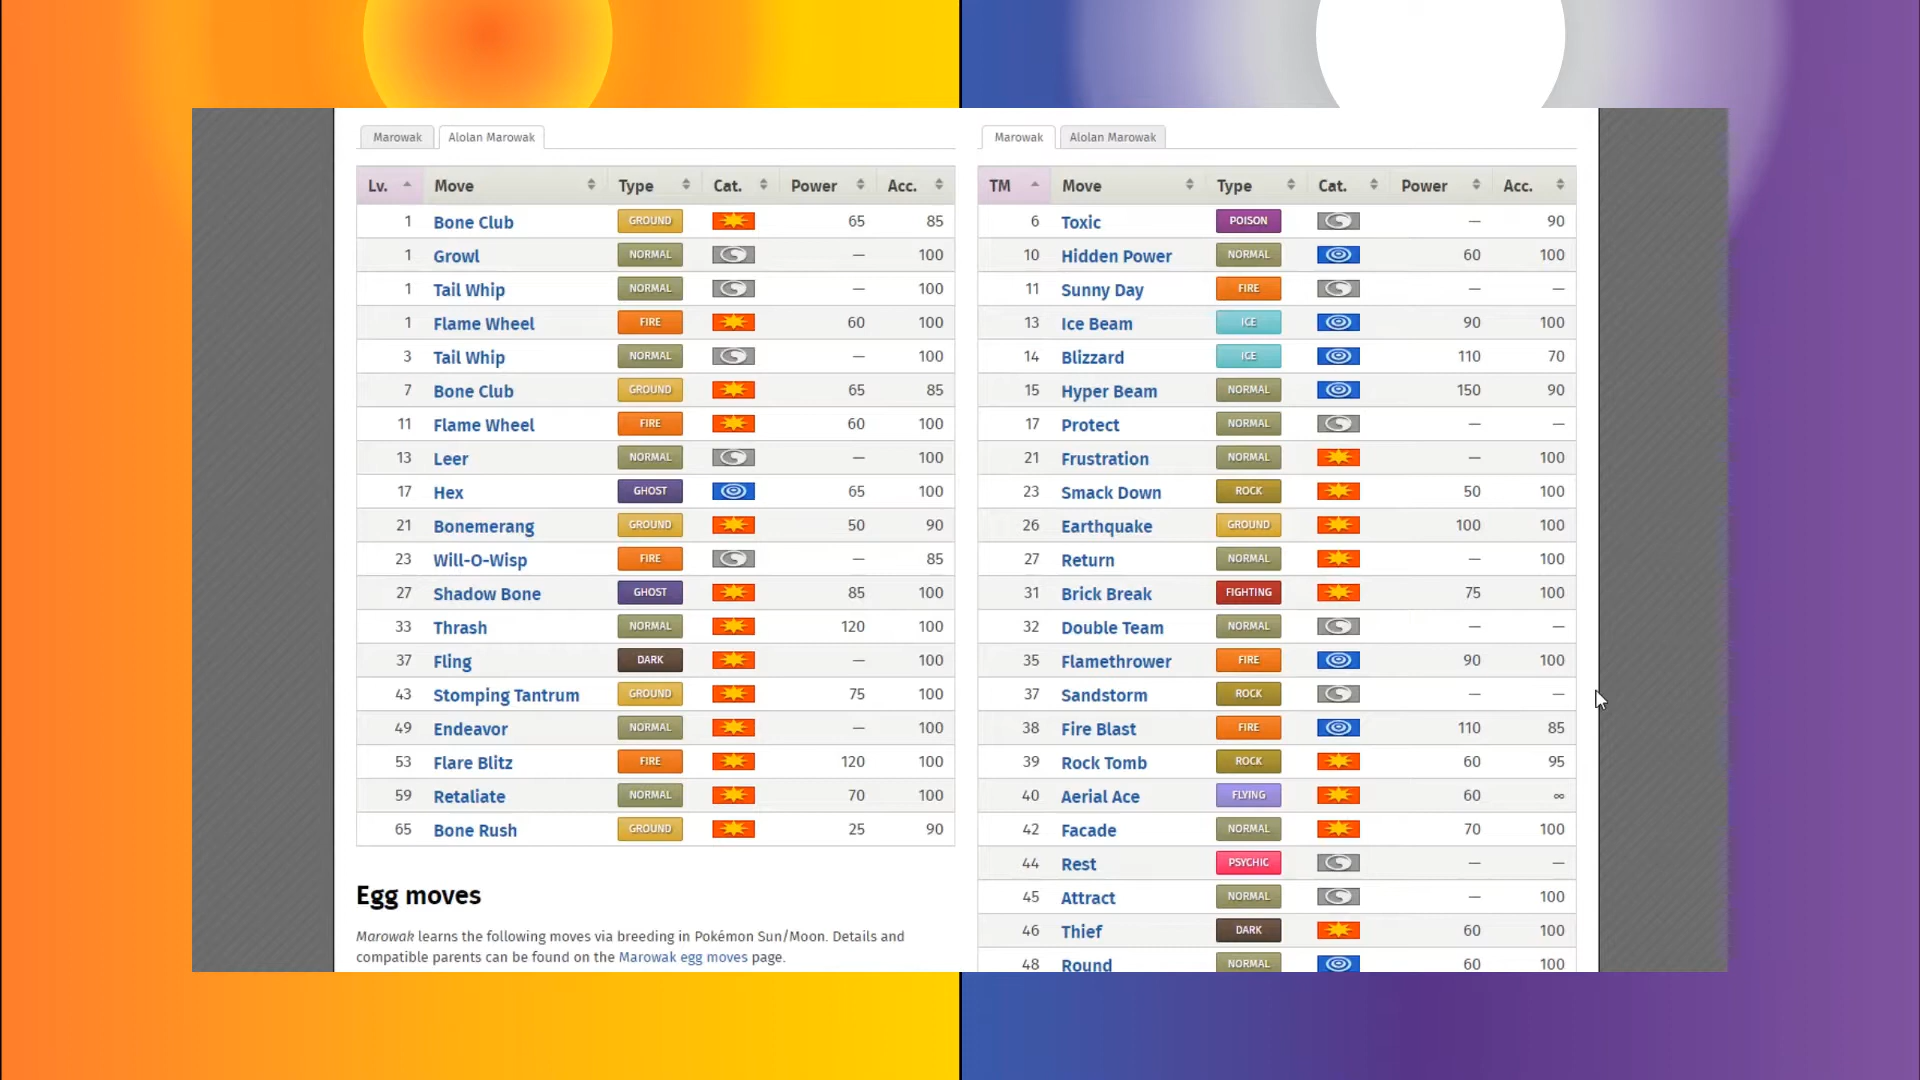 Marowak Alolan Marowak
Lv. Move Type Cat. Power Acc.
1 Bone Club GROUND 65 85
1 Growl NORMAL — 100
1 Tail Whip NORMAL — 100
1 Flame Wheel FIRE 60 100
3 Tail Whip NORMAL — 100
7 Bone Club GROUND 65 85
11 Flame Wheel FIRE 60 100
13 Leer NORMAL — 100
17 Hex GHOST 65 100
21 Bonemerang GROUND 50 90
23 Will-O-Wisp FIRE — 85
27 Shadow Bone GHOST 85 100
33 Thrash NORMAL 120 100
37 Fling DARK — 100
43 Stomping Tantrum GROUND 75 100
49 Endeavor NORMAL — 100
53 Flare Blitz FIRE 120 100
59 Retaliate NORMAL 70 100
65 Bone Rush GROUND 25 90
Egg moves
Marowak learns the following moves via breeding in Pokémon Sun/Moon. Details and
compatible parents can be found on the Marowak egg moves page.
Marowak Alolan Marowak
TM Move Type Cat. Power Acc.
6 Toxic POISON — 90
10 Hidden Power NORMAL 60 100
11 Sunny Day FIRE — —
13 Ice Beam ICE 90 100
14 Blizzard ICE 110 70
15 Hyper Beam NORMAL 150 90
17 Protect NORMAL — —
21 Frustration NORMAL — 100
23 Smack Down ROCK 50 100
26 Earthquake GROUND 100 100
27 Return NORMAL — 100
31 Brick Break FIGHTING 75 100
32 Double Team NORMAL — —
35 Flamethrower FIRE 90 100
37 Sandstorm ROCK — —
38 Fire Blast FIRE 110 85
39 Rock Tomb ROCK 60 95
40 Aerial Ace FLYING 60 ∞
42 Facade NORMAL 70 100
44 Rest PSYCHIC — —
45 Attract NORMAL — 100
46 Thief DARK 60 100
48 Round NORMAL 60 100